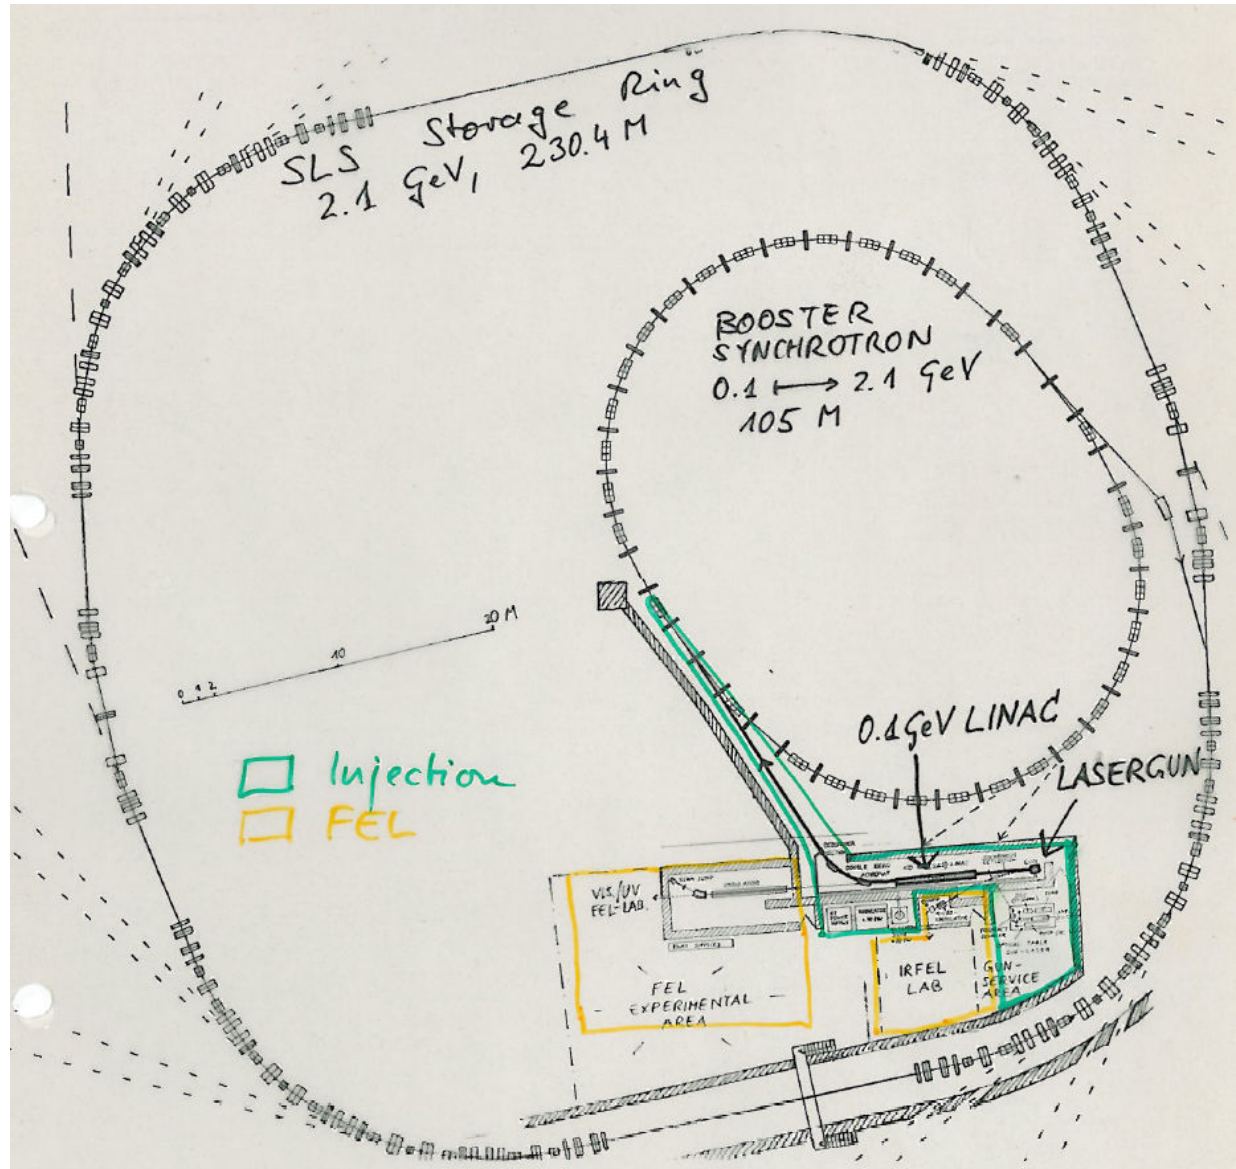 SLS Storage Ring
2.1 GeV, 230.4 M
BOOSTER
SYNCHROTRON
0.1 ⟼ 2.1 GeV
105 M
0 1 2 10 20 M
0.1 GeV LINAC
LASERGUN
Injection
FEL
VIS./UV
FEL-LAB.
FEL
EXPERIMENTAL
AREA
IRFEL
LAB
GUN-
SERVICE
AREA